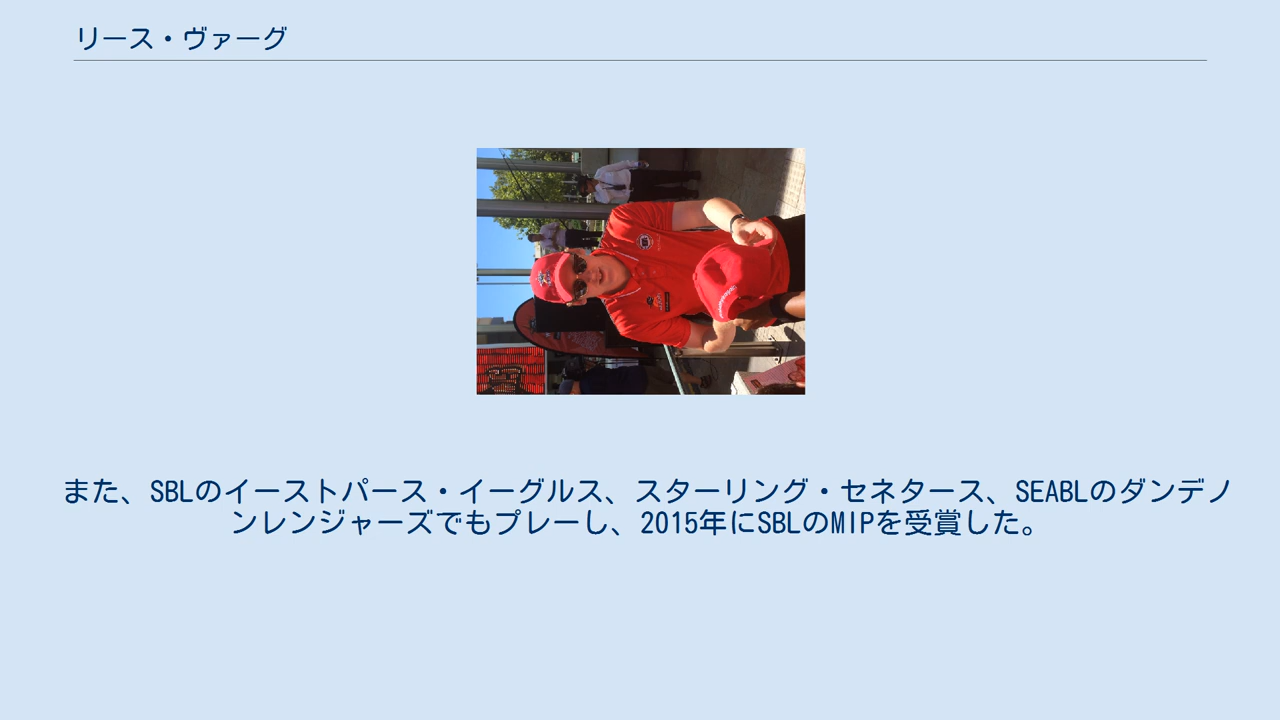 リース・ヴァーグ
また、SBLのイーストパース・イーグルス、スターリング・セネタース、SEABLのダンデノ
ンレンジャーズでもプレーし、2015年にSBLのMIPを受賞した。